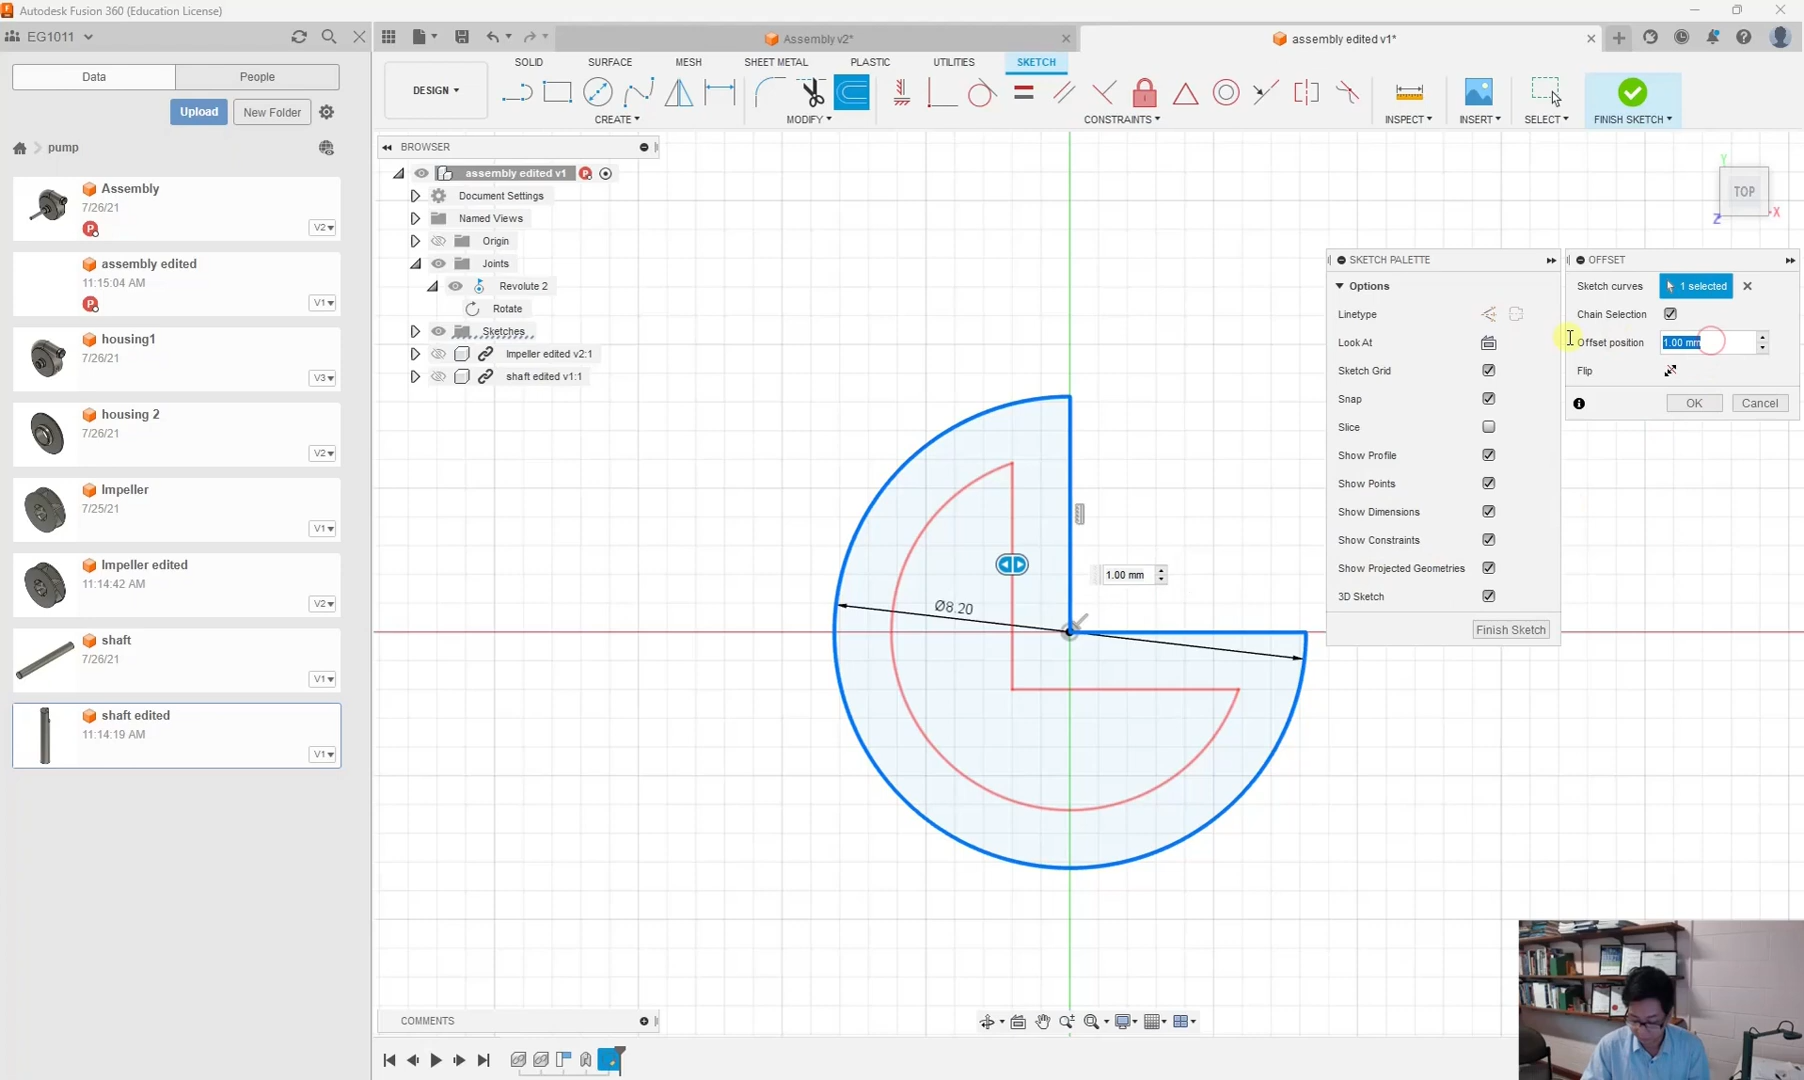 Autodesk Fusion 360 (Education License)
EG1011
Assembly v2*
assembly edited v1*
Data
People
Upload
New Folder
pump
Assembly
7/26/21
V2
assembly edited
11:15:04 AM
V1
housing1
7/26/21
V3
housing 2
7/26/21
V2
Impeller
7/25/21
V1
Impeller edited
11:14:42 AM
V2
shaft
7/26/21
V1
shaft edited
11:14:19 AM
V1
DESIGN
SOLID
SURFACE
MESH
SHEET METAL
PLASTIC
UTILITIES
SKETCH
CREATE
MODIFY
CONSTRAINTS
INSPECT
INSERT
SELECT
FINISH SKETCH
BROWSER
assembly edited v1
Document Settings
Named Views
Origin
Joints
Revolute 2
Rotate
Sketches
Impeller edited v2:1
shaft edited v1:1
Y
TOP
X
Z
SKETCH PALETTE
Options
Linetype
Look At
Sketch Grid
Snap
Slice
Show Profile
Show Points
Show Dimensions
Show Constraints
Show Projected Geometries
3D Sketch
Finish Sketch
OFFSET
Sketch curves
1 selected
Chain Selection
Offset position
1.00 mm
Flip
OK
Cancel
1.00 mm
Ø8.20
COMMENTS